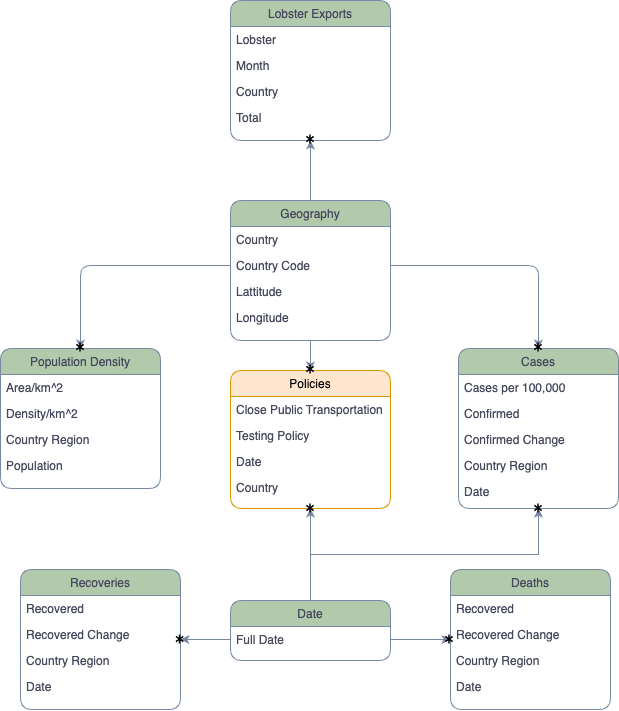 Lobster Exports
Lobster
Month
Country
Total
Geography
Country
Country Code
Lattitude
Longitude
Population Density
Area/km^2
Density/km^2
Country Region
Population
Policies
Close Public Transportation
Testing Policy
Date
Country
Cases
Cases per 100,000
Confirmed
Confirmed Change
Country Region
Date
Recoveries
Recovered
Recovered Change
Country Region
Date
Date
Full Date
Deaths
Recovered
Recovered Change
Country Region
Date